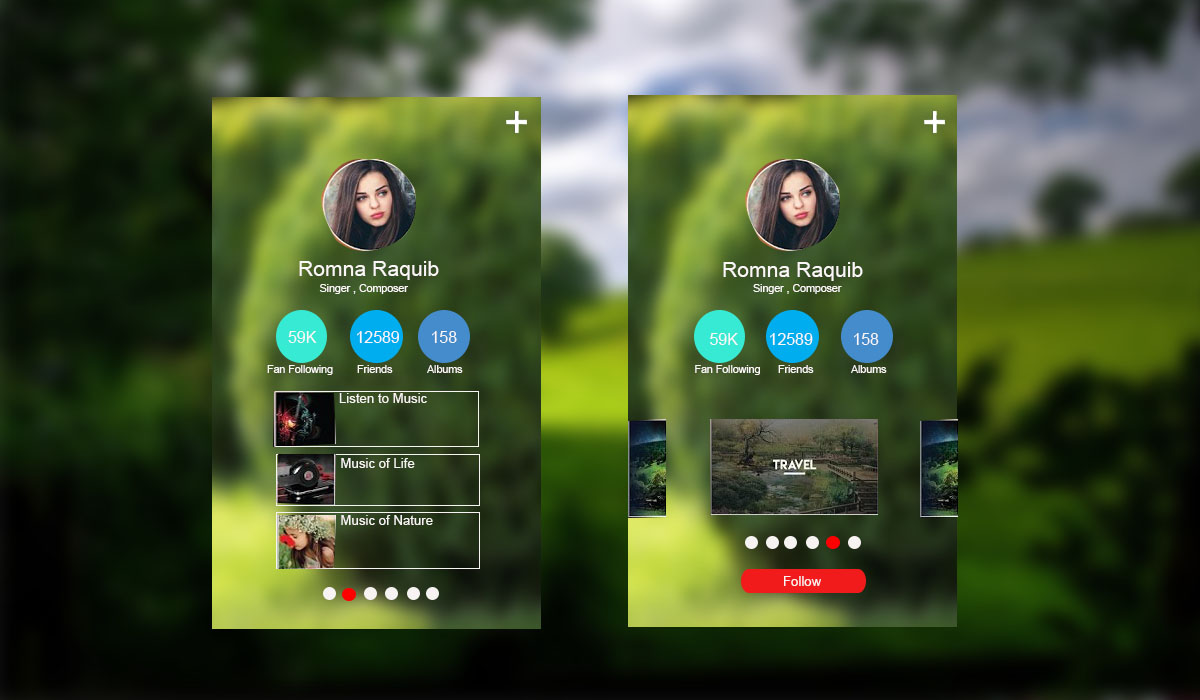 +
Romna Raquib
Singer , Composer
59K 12589 158
Fan Following Friends Albums
Listen to Music
Music of Life
Music of Nature
+
Romna Raquib
Singer , Composer
59K 12589 158
Fan Following Friends Albums
TRAVEL
Follow